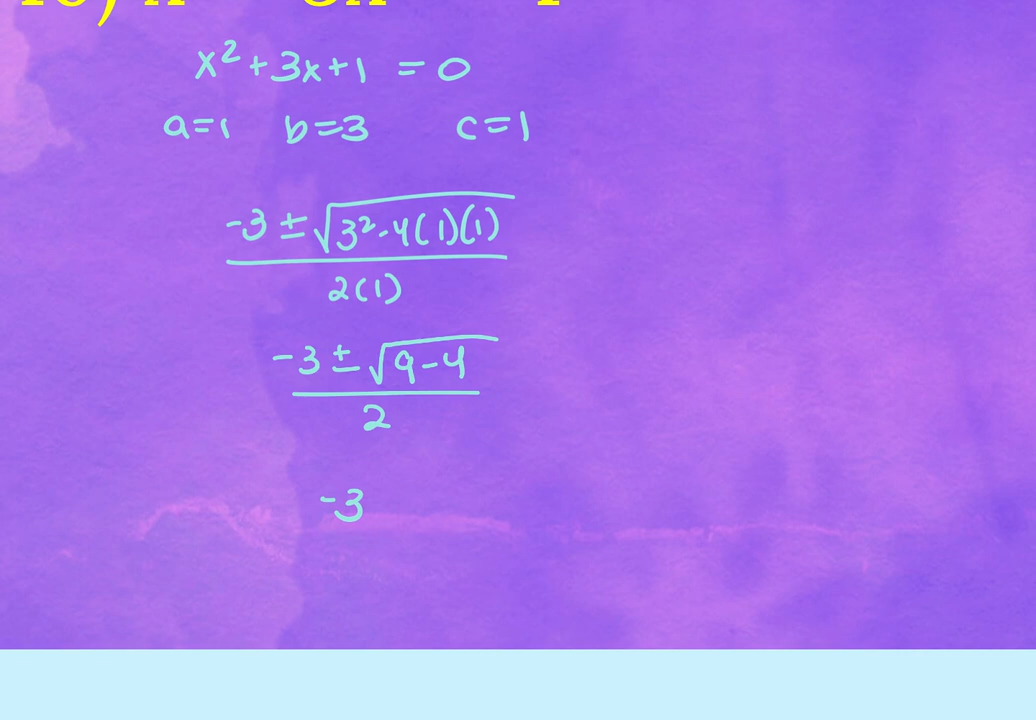 x²+3x+1 = 0
a=1 b=3 c=1
-3 ± √(3²-4(1)(1))
2(1)
-3 ± √(9-4)
2
-3